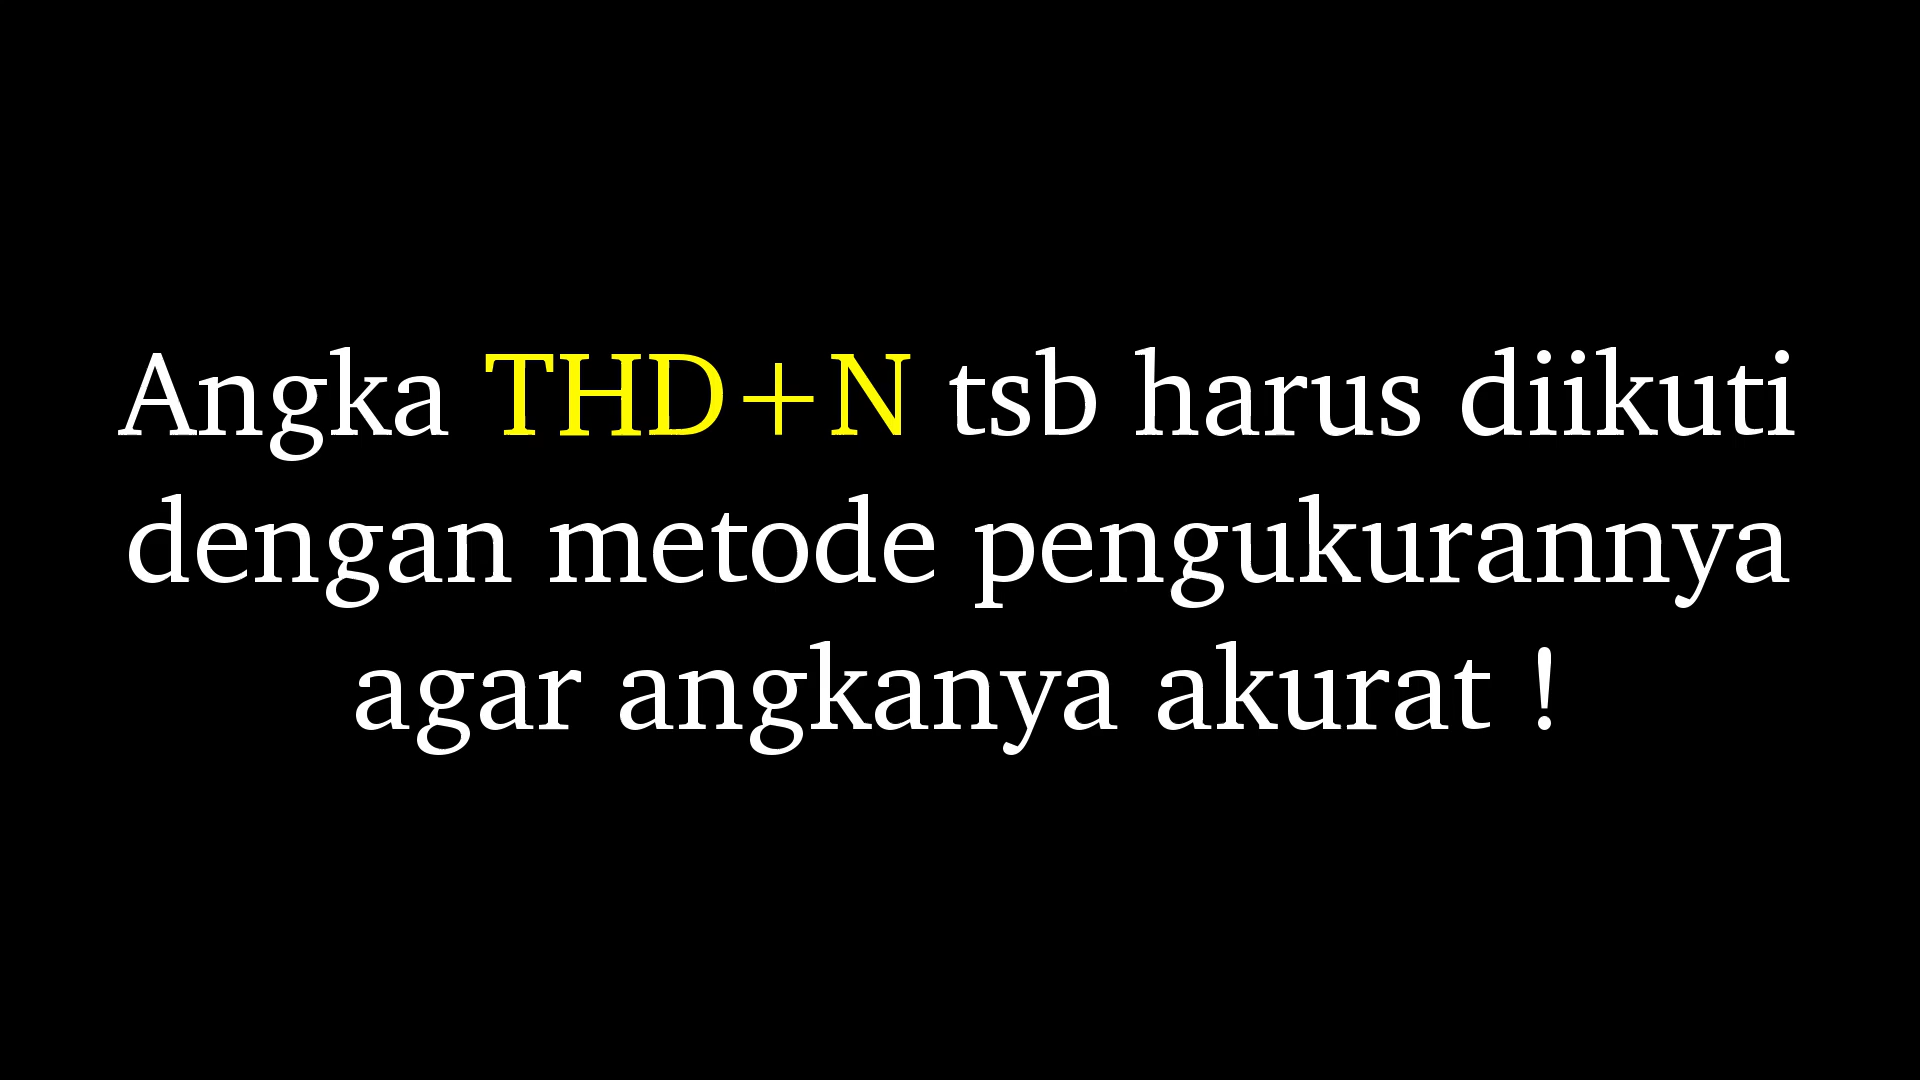 Angka THD+N tsb harus diikuti
dengan metode pengukurannya
agar angkanya akurat !